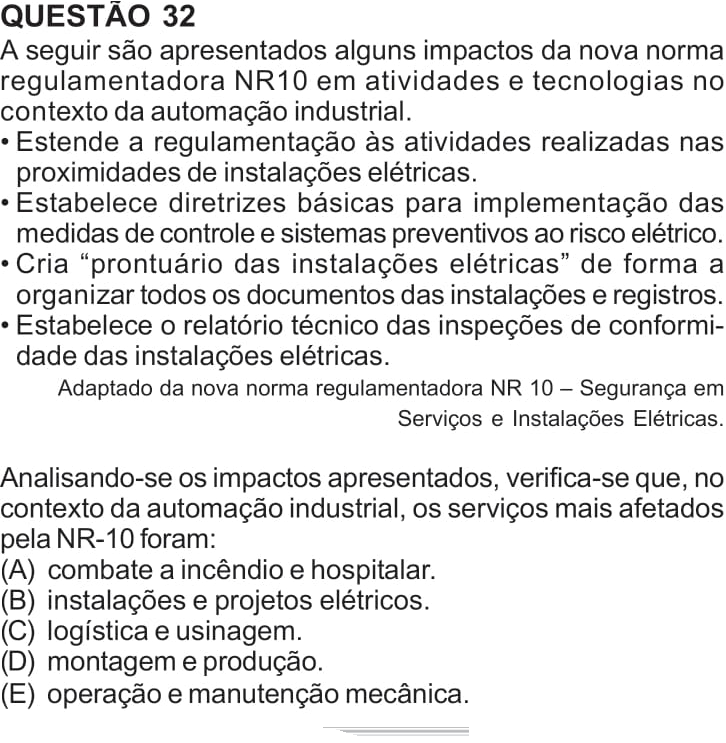 QUESTÃO 32
A seguir são apresentados alguns impactos da nova norma
regulamentadora NR10 em atividades e tecnologias no
contexto da automação industrial.
• Estende a regulamentação às atividades realizadas nas
proximidades de instalações elétricas.
• Estabelece diretrizes básicas para implementação das
medidas de controle e sistemas preventivos ao risco elétrico.
• Cria “prontuário das instalações elétricas” de forma a
organizar todos os documentos das instalações e registros.
• Estabelece o relatório técnico das inspeções de conformi-
dade das instalações elétricas.
Adaptado da nova norma regulamentadora NR 10 – Segurança em
Serviços e Instalações Elétricas.
Analisando-se os impactos apresentados, verifica-se que, no
contexto da automação industrial, os serviços mais afetados
pela NR-10 foram:
(A) combate a incêndio e hospitalar.
(B) instalações e projetos elétricos.
(C) logística e usinagem.
(D) montagem e produção.
(E) operação e manutenção mecânica.